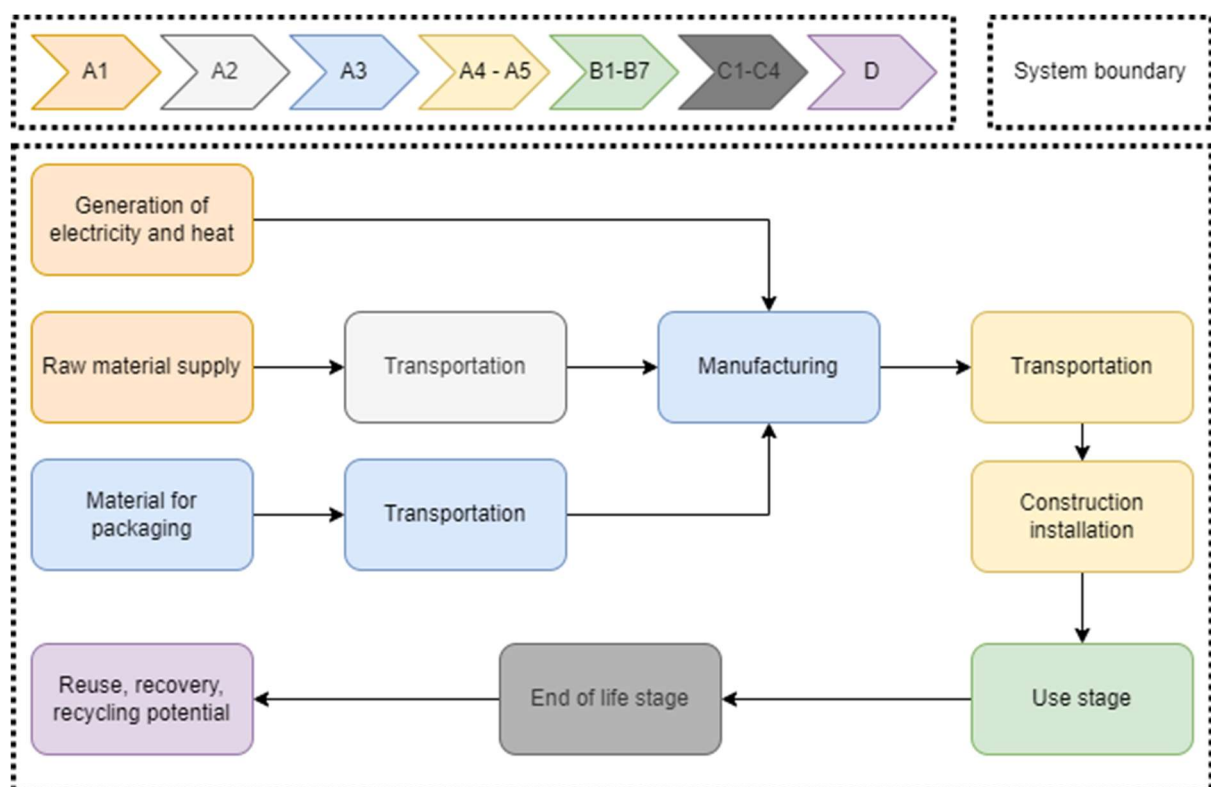 A1
A2
A3
A4 - A5
B1-B7
C1-C4
D
System boundary
Generation of
electricity and heat
Raw material supply
Transportation
Manufacturing
Transportation
Material for
packaging
Transportation
Construction
installation
Reuse, recovery,
recycling potential
End of life stage
Use stage